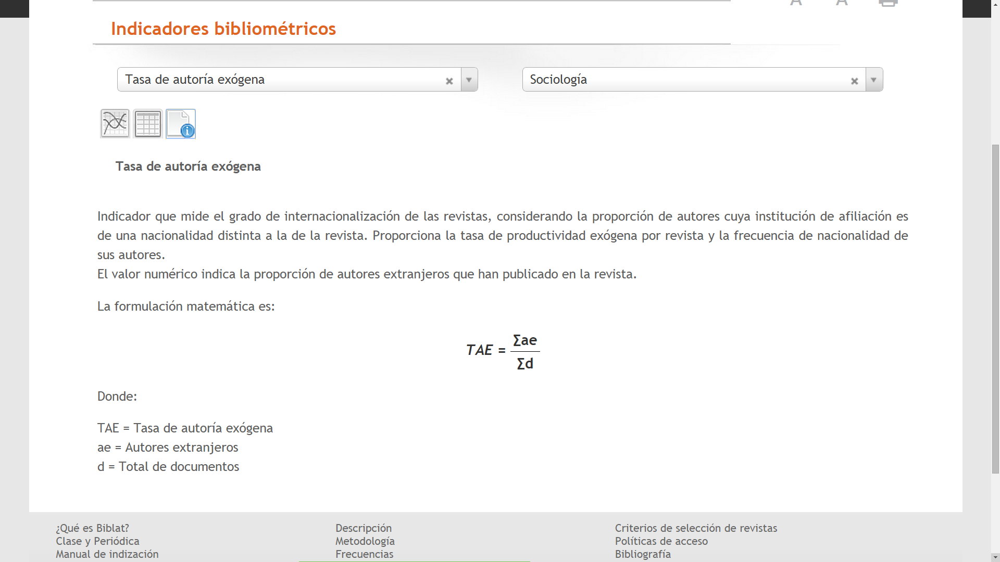 Indicadores bibliométricos
Tasa de autoría exógena
Sociología
Tasa de autoría exógena
Indicador que mide el grado de internacionalización de las revistas, considerando la proporción de autores cuya institución de afiliación es
de una nacionalidad distinta a la de la revista. Proporciona la tasa de productividad exógena por revista y la frecuencia de nacionalidad de
sus autores.
El valor numérico indica la proporción de autores extranjeros que han publicado en la revista.
La formulación matemática es:
TAE = ∑ae
∑d
Donde:
TAE = Tasa de autoría exógena
ae = Autores extranjeros
d = Total de documentos
¿Qué es Biblat?
Clase y Periódica
Manual de indización
Descripción
Metodología
Frecuencias
Criterios de selección de revistas
Políticas de acceso
Bibliografía